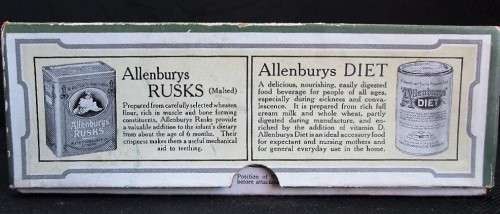 Allenburys
RUSKS (Malted)
Prepared from carefully selected wheaten
flour, rich in nerve and bone forming
constituents, Allenburys Rusks provide
a valuable addition to the infant's dietary
from about the age of 6 months. Their
crispness makes them a useful mechanical
aid to teething.
Allenburys
RUSKS
Allenburys DIET
A delicious, nourishing, easily digested
food beverage for people of all ages,
especially during sickness and conva-
lescence. It is prepared from rich full
cream milk and whole wheat, partly
digested during manufacture, and en-
riched by the addition of vitamin D.
Allenburys Diet is an ideal accessory food
for expectant and nursing mothers and
for general everyday use in the home.
Allenburys
DIET
Position of
before attach